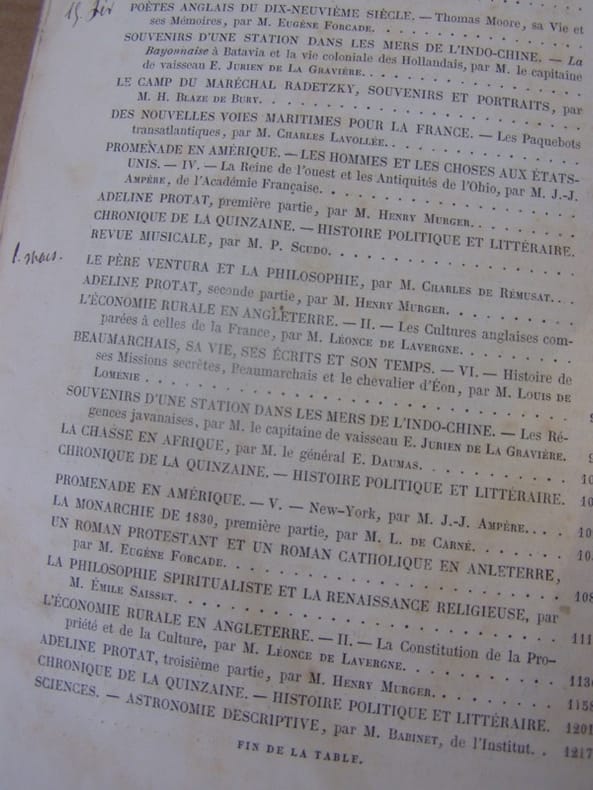 15. fév
POÈTES ANGLAIS DU DIX-NEUVIÈME SIÈCLE. — Thomas Moore, sa Vie et
ses Mémoires, par M. EUGÈNE FORCADE. . . . . . . . . . . . . .
SOUVENIRS D'UNE STATION DANS LES MERS DE L'INDO-CHINE. — La
Bayonnaise à Batavia et la vie coloniale des Hollandais, par M. le capitaine
de vaisseau E. JURIEN DE LA GRAVIÈRE. . . . . . . . . . . . . .
LE CAMP DU MARÉCHAL RADETZKY, SOUVENIRS ET PORTRAITS, par
M. H. BLAZE DE BURY. . . . . . . . . . . . . . . . . . . .
DES NOUVELLES VOIES MARITIMES POUR LA FRANCE. — Les Paquebots
transatlantiques, par M. CHARLES LAVOLLÉE. . . . . . . . . . . .
PROMENADE EN AMÉRIQUE. — LES HOMMES ET LES CHOSES AUX ÉTATS-
UNIS. — IV. — La Reine de l'ouest et les Antiquités de l'Ohio, par M. J.-J.
AMPÈRE, de l'Académie Française. . . . . . . . . . . . . . . .
ADELINE PROTAT, première partie, par M. HENRY MURGER. . . . . . .
CHRONIQUE DE LA QUINZAINE. — HISTOIRE POLITIQUE ET LITTÉRAIRE.
REVUE MUSICALE, par M. P. SCUDO. . . . . . . . . . . . . . . .
1. mars.
LE PÈRE VENTURA ET LA PHILOSOPHIE, par M. CHARLES DE RÉMUSAT. . . .
ADELINE PROTAT, seconde partie, par M. HENRY MURGER. . . . . . . .
L'ÉCONOMIE RURALE EN ANGLETERRE. — II. — Les Cultures anglaises com-
parées à celles de la France, par M. LÉONCE DE LAVERGNE. . . . . . .
BEAUMARCHAIS, SA VIE, SES ÉCRITS ET SON TEMPS. — VI. — Histoire de
ses Missions secrètes, Beaumarchais et le chevalier d'Éon, par M. LOUIS DE
LOMÉNIE . . . . . . . . . . . . . . . . . . . . . . . .
SOUVENIRS D'UNE STATION DANS LES MERS DE L'INDO-CHINE. — Les Ré-
gences javanaises, par M. le capitaine de vaisseau E. JURIEN DE LA GRAVIÈRE.
LA CHASSE EN AFRIQUE, par M. le général E. DAUMAS. . . . . . . . .
CHRONIQUE DE LA QUINZAINE. — HISTOIRE POLITIQUE ET LITTÉRAIRE.
PROMENADE EN AMÉRIQUE. — V. — New-York, par M. J.-J. AMPÈRE. . . .
LA MONARCHIE DE 1830, première partie, par M. L. DE CARNÉ. . . . . .
UN ROMAN PROTESTANT ET UN ROMAN CATHOLIQUE EN ANLETERRE,
par M. EUGÈNE FORCADE. . . . . . . . . . . . . . . . . . .
LA PHILOSOPHIE SPIRITUALISTE ET LA RENAISSANCE RELIGIEUSE, par
M. ÉMILE SAISSET. . . . . . . . . . . . . . . . . . . . . .
L'ÉCONOMIE RURALE EN ANGLETERRE. — II. — La Constitution de la Pro-
priété et de la Culture, par M. LÉONCE DE LAVERGNE. . . . . . . . .
ADELINE PROTAT, troisième partie, par M. HENRY MURGER. . . . . . . 1158
CHRONIQUE DE LA QUINZAINE. — HISTOIRE POLITIQUE ET LITTÉRAIRE. 1201
SCIENCES. — ASTRONOMIE DESCRIPTIVE, par M. BABINET, de l'Institut. . 1217
FIN DE LA TABLE.